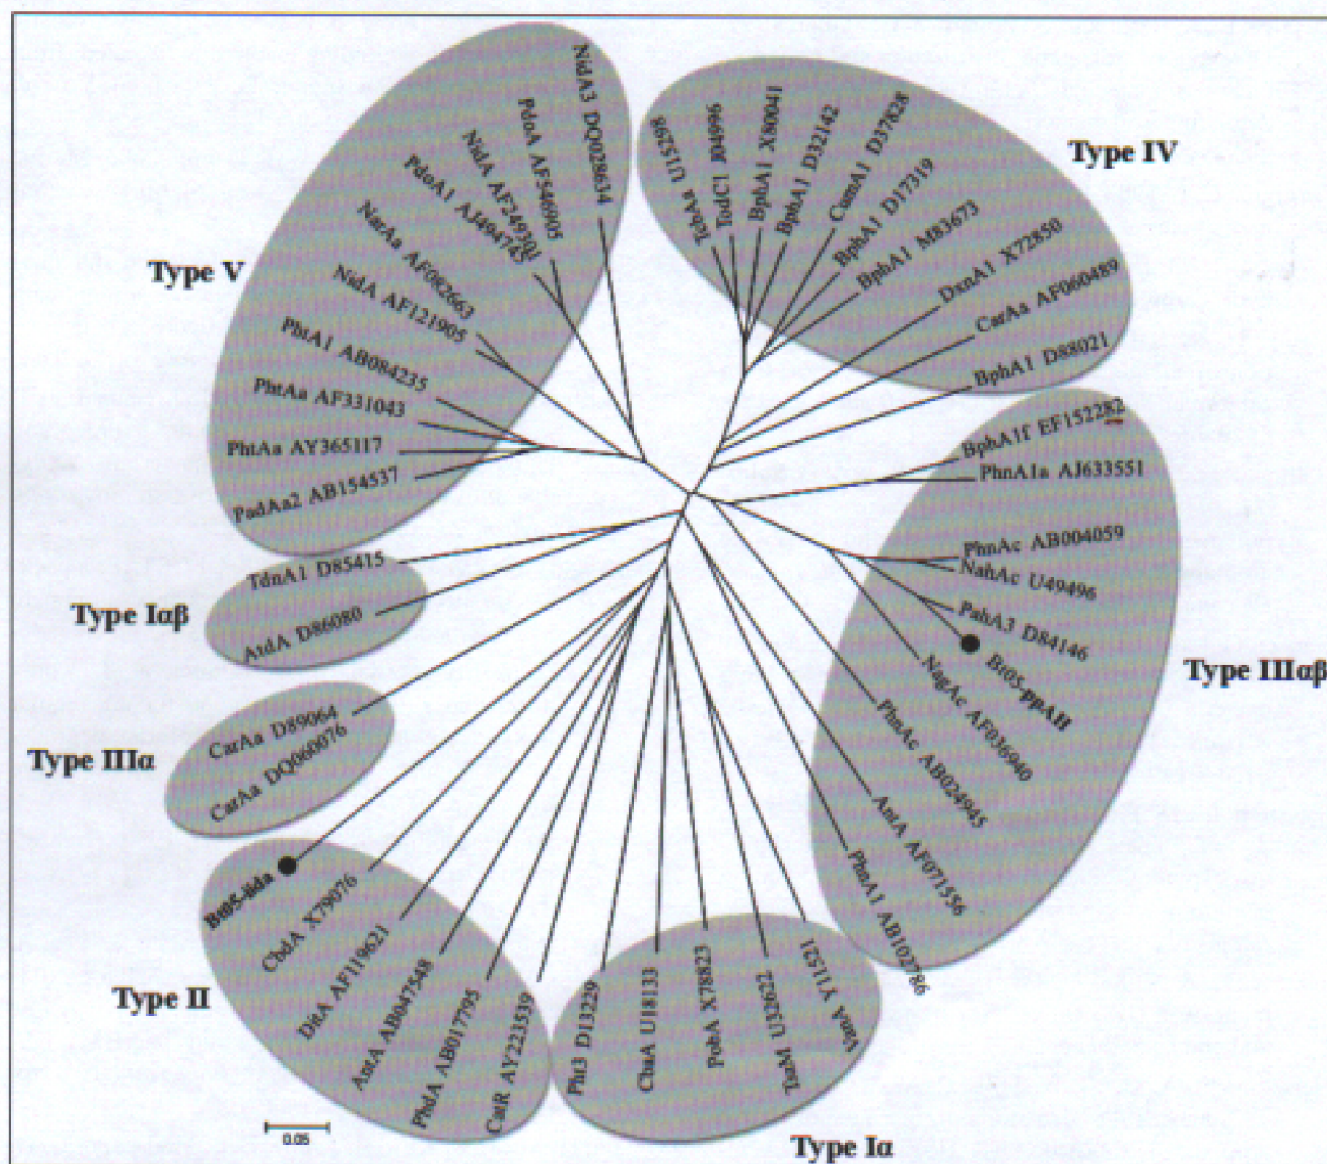 NidA3 DQ028634
PdoA AF546905
NidA AF249301
PdoA1 AJ494745
NarAa AF082663
NidA AF121905
PhtA1 AB084235
PhtAa AF331043
PhtAa AY365117
PadAa2 AB154537
Type V
TcbAa U15298
TodC1 J04996
BphA1 X80041
BphA1 D32142
CumA1 D37828
BphA1 D17319
BphA1 M83673
DxnA1 X72850
CarAa AF060489
BphA1 D88021
Type IV
BphA1f EF152282
PhnA1a AJ633551
PhnAc AB004059
NahAc U49496
PahA3 D84146
Bt05-ppAH
NagAc AF036940
PhnAc AB024945
AntA AF071556
PhnA1 AB102786
Type IIIαβ
TdnA1 D85415
AtdA D86080
Type Iαβ
CarAa D89064
CarAa DQ060076
Type IIIα
CbdA X79076
DitA AF119621
AntA AB047548
PhdA AB017795
CntR AY223539
Type II
Pht3 D13229
CbaA U18133
PobA X78823
TsaM U32622
VanA Y11521
Type Iα
0.05